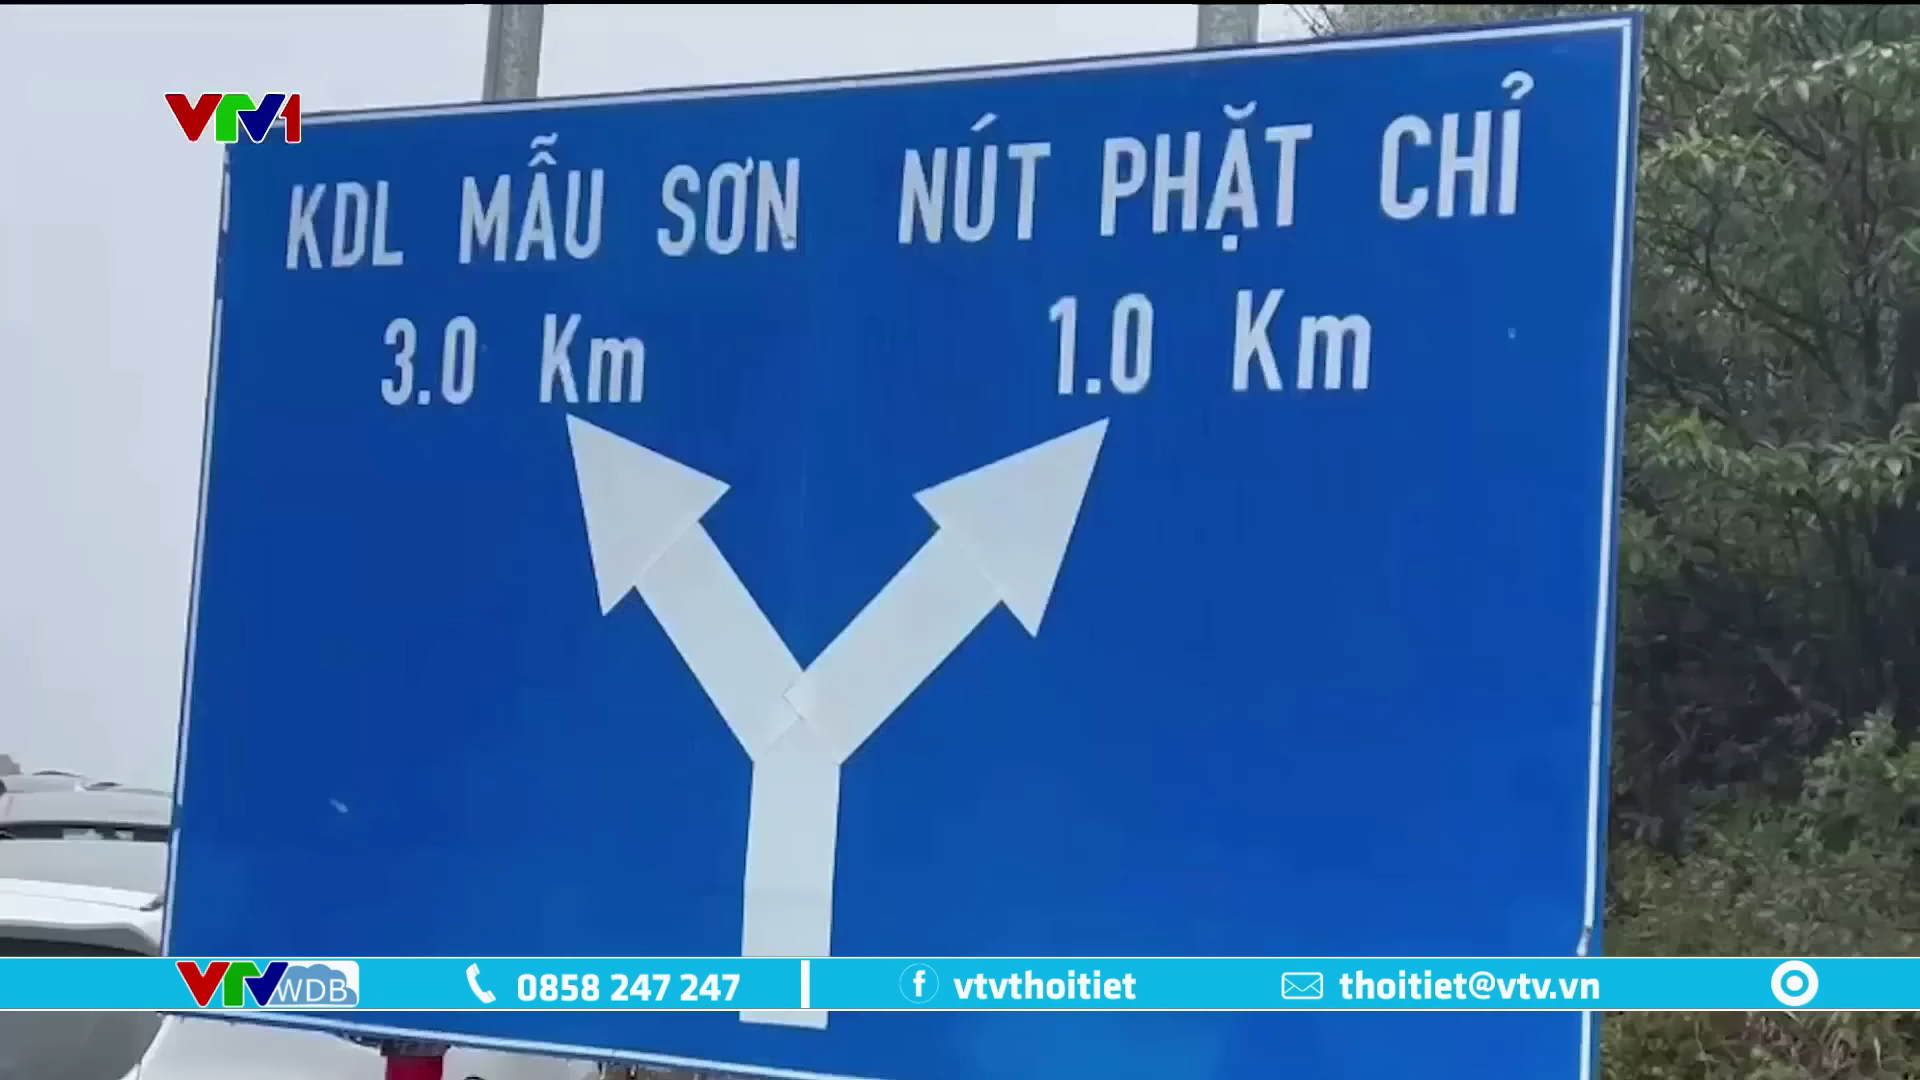 VTV1
KDL MẪU SƠN NÚT PHẶT CHỈ
3.0 Km 1.0 Km
VTV WDB 0858 247 247 vtvthoitiet thoitiet@vtv.vn